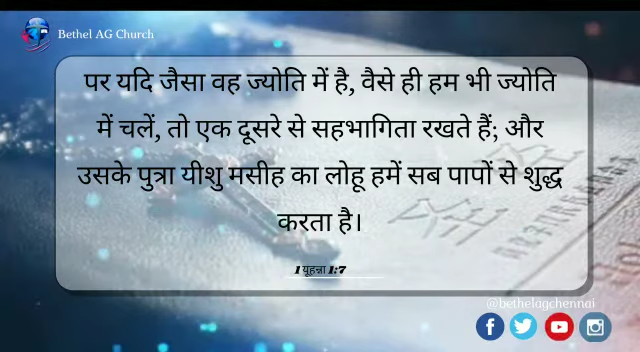 Bethel AG Church
पर यदि जैसा वह ज्योति में है, वैसे ही हम भी ज्योति
में चलें, तो एक दूसरे से सहभागिता रखते हैं; और
उसके पुत्रा यीशु मसीह का लोहू हमें सब पापों से शुद्ध
करता है।
1 यूहन्ना 1:7
@bethelagchennai